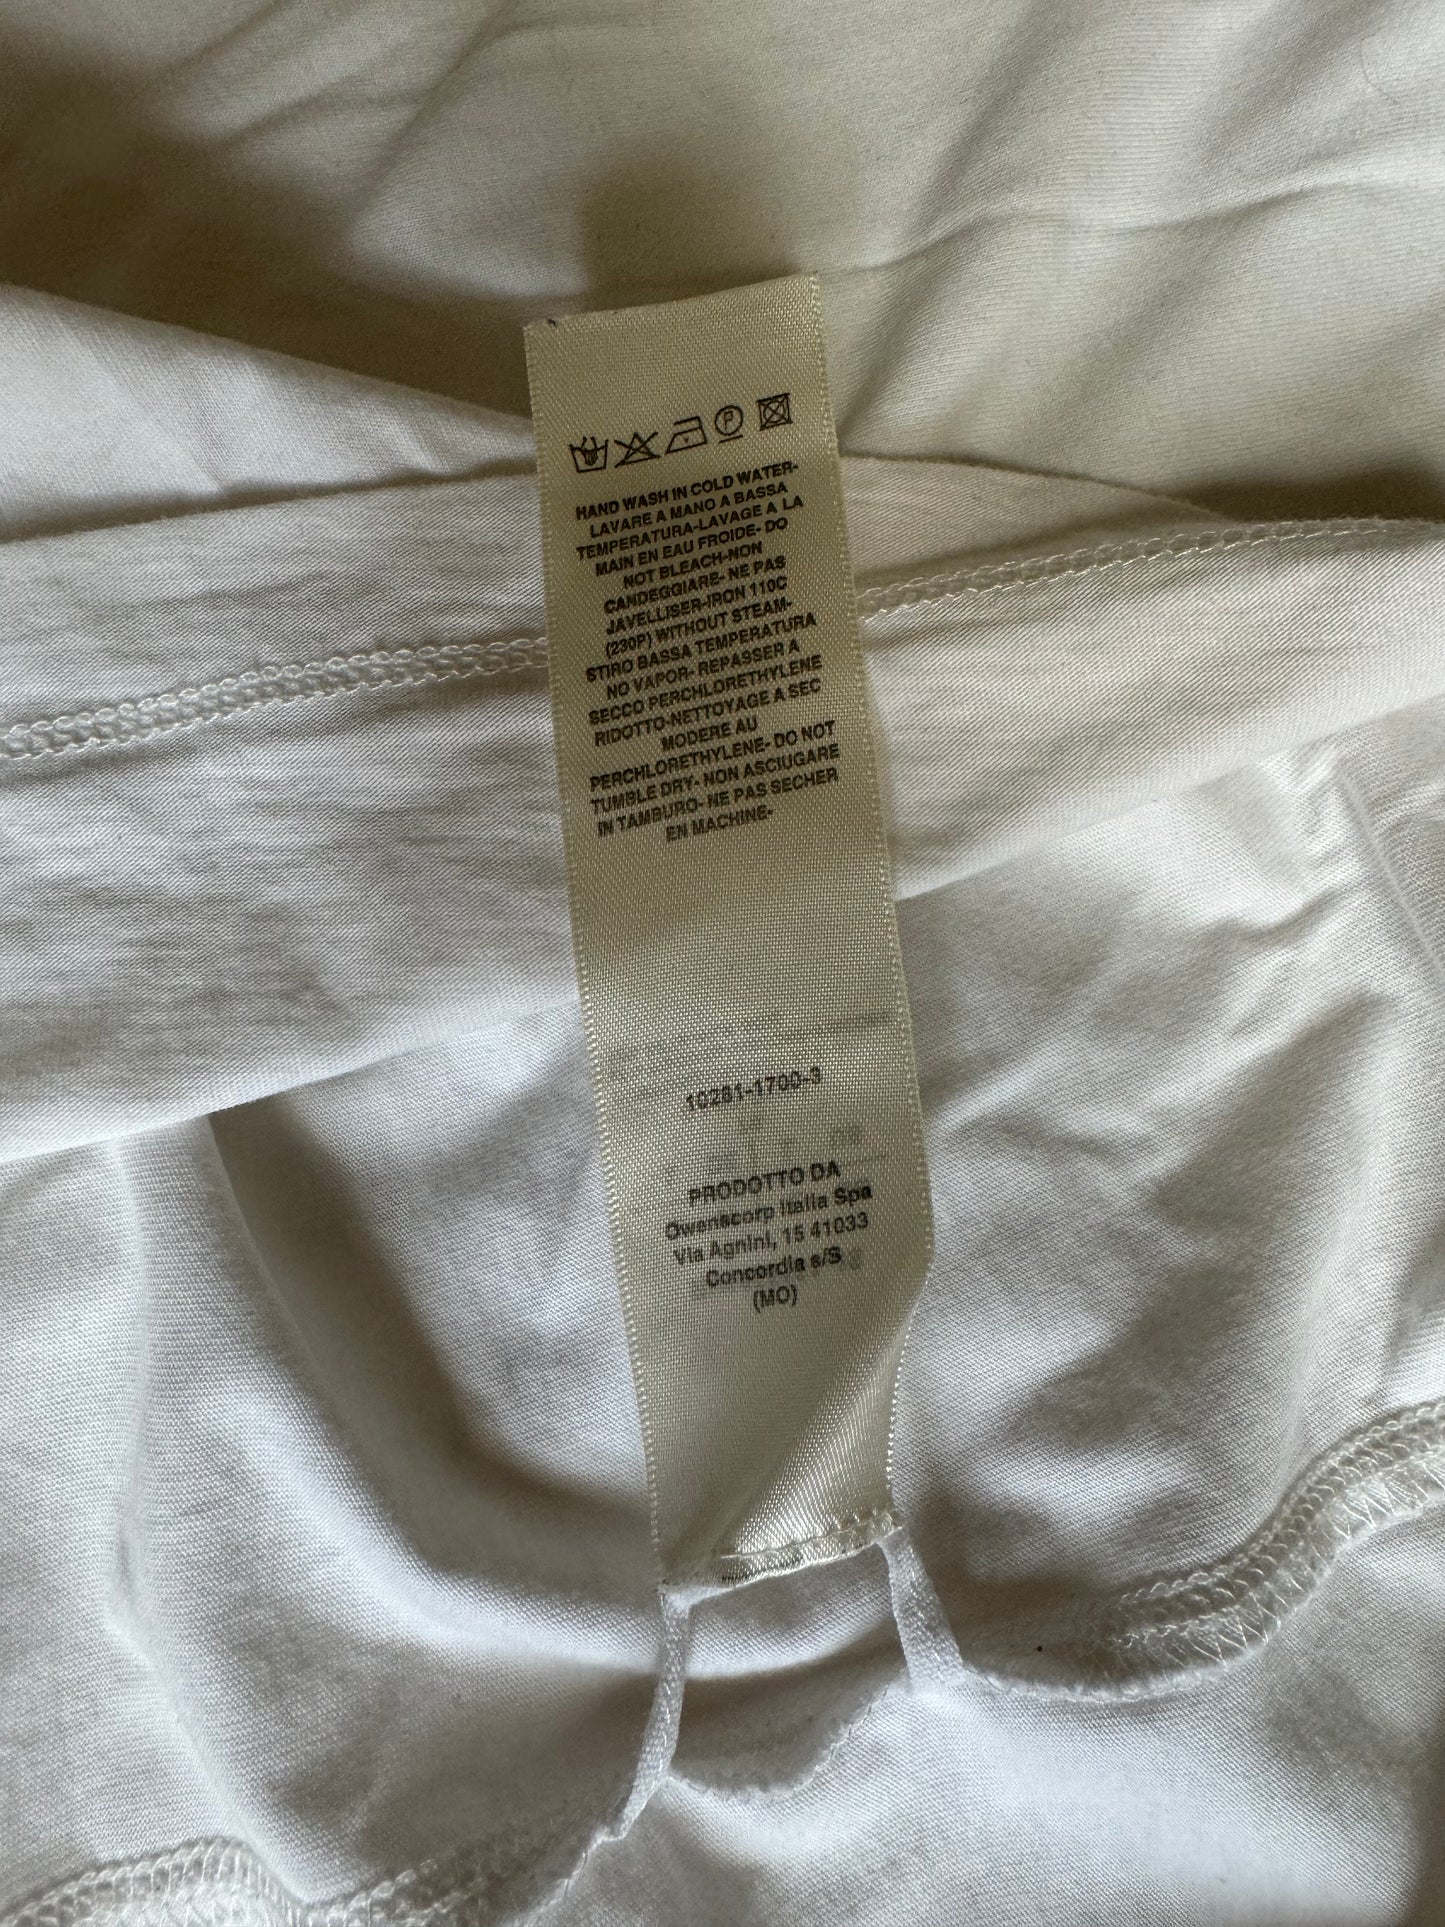 P
HAND WASH IN COLD WATER-
LAVARE A MANO A BASSA
TEMPERATURA-LAVAGE A LA
MAIN EN EAU FROIDE- DO
NOT BLEACH-NON
CANDEGGIARE- NE PAS
JAVELLISER-IRON 110C
(230F) WITHOUT STEAM-
STIRO BASSA TEMPERATURA
NO VAPOR- REPASSER A
SECCO PERCHLORETHYLENE
RIDOTTO-NETTOYAGE A SEC
MODERE AU
PERCHLORETHYLENE- DO NOT
TUMBLE DRY- NON ASCIUGARE
IN TAMBURO- NE PAS SECHER
EN MACHINE-
10281-1700-3
PRODOTTO DA
Owenscorp Italia Spa
Via Agnini, 15 41033
Concordia s/S
(MO)